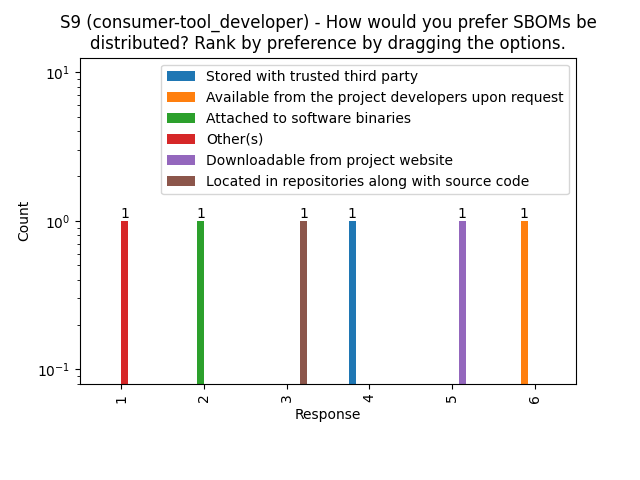 S9 (consumer-tool_developer) - How would you prefer SBOMs be
distributed? Rank by preference by dragging the options.
10¹
Stored with trusted third party
Available from the project developers upon request
Attached to software binaries
Other(s)
Downloadable from project website
Located in repositories along with source code
Count
10⁰
1 1 1 1 1 1
10⁻¹
1 2 3 4 5 6
Response